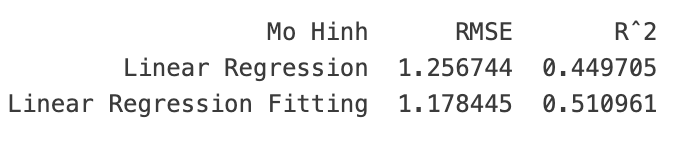 Mo Hinh RMSE R^2
Linear Regression 1.256744 0.449705
Linear Regression Fitting 1.178445 0.510961